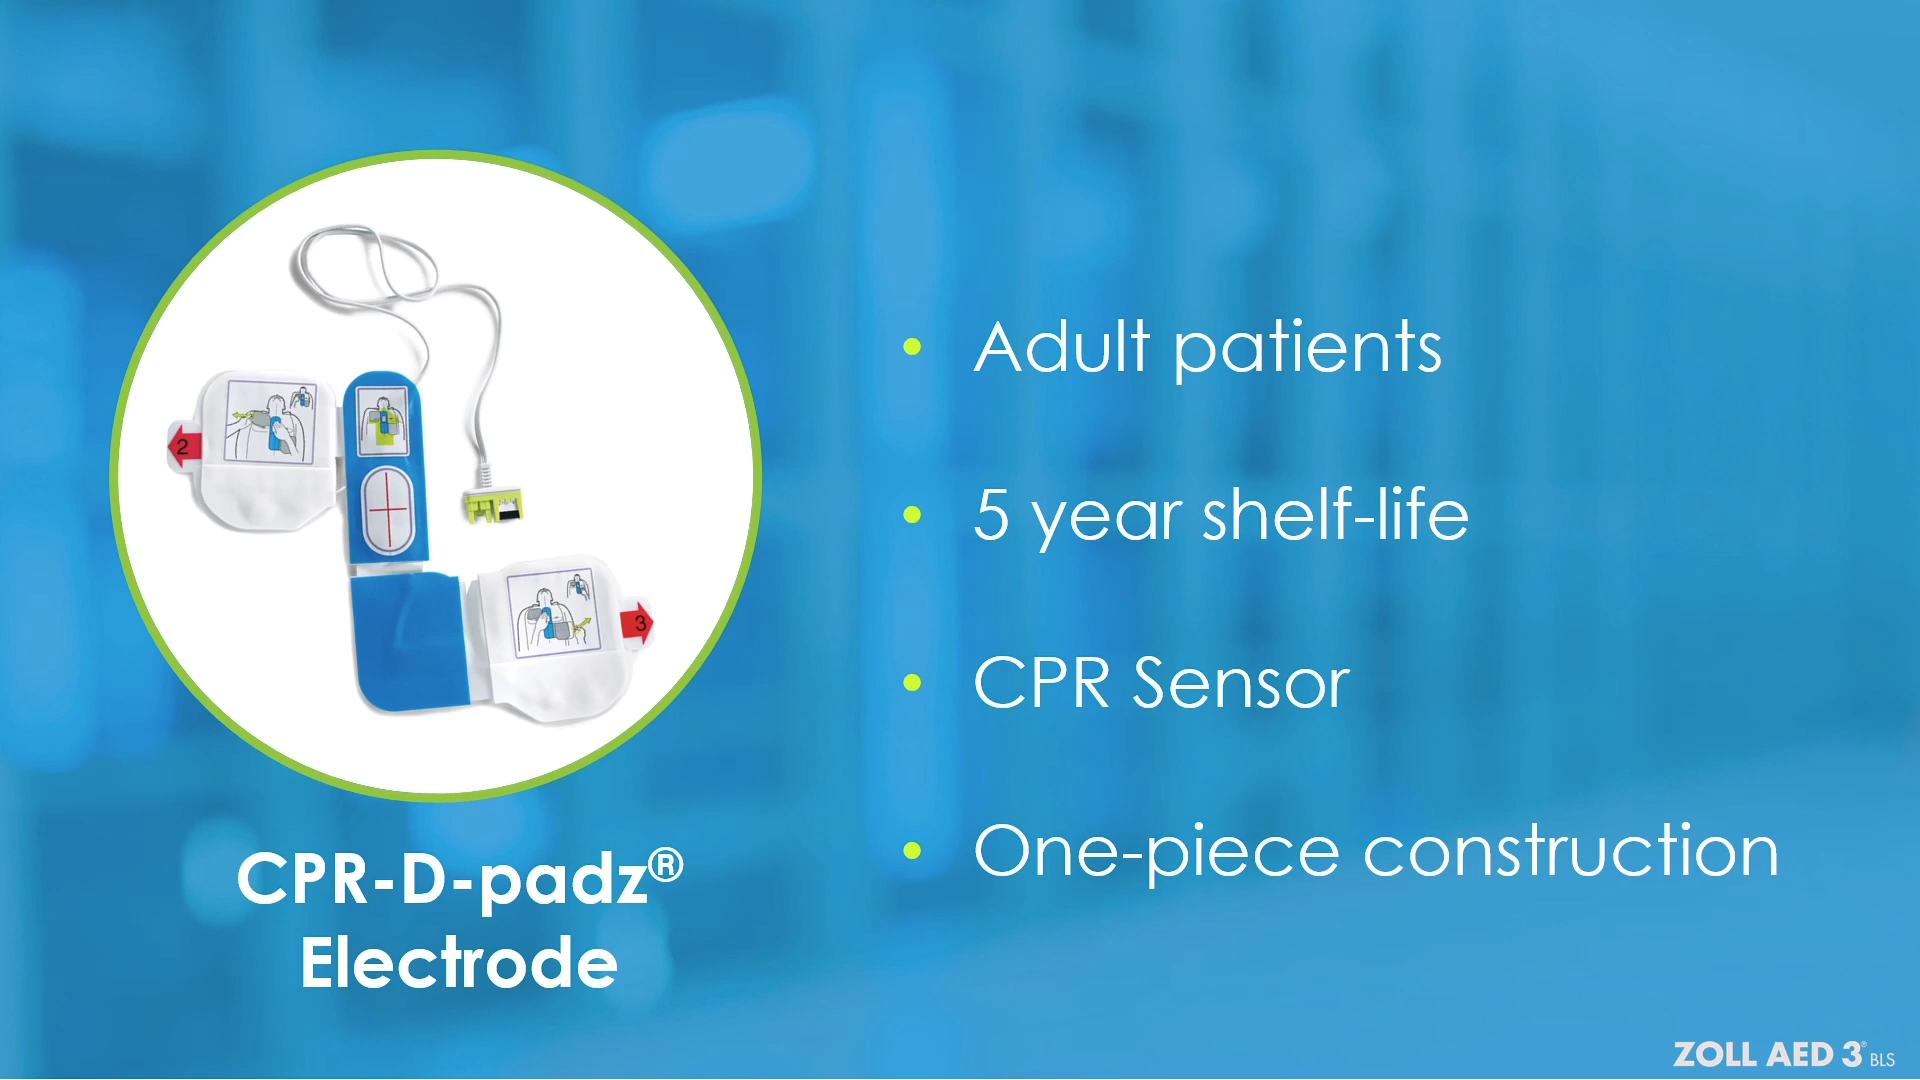 2
3
CPR-D-padz®
Electrode
Adult patients
5 year shelf-life
CPR Sensor
One-piece construction
ZOLL AED 3® BLS